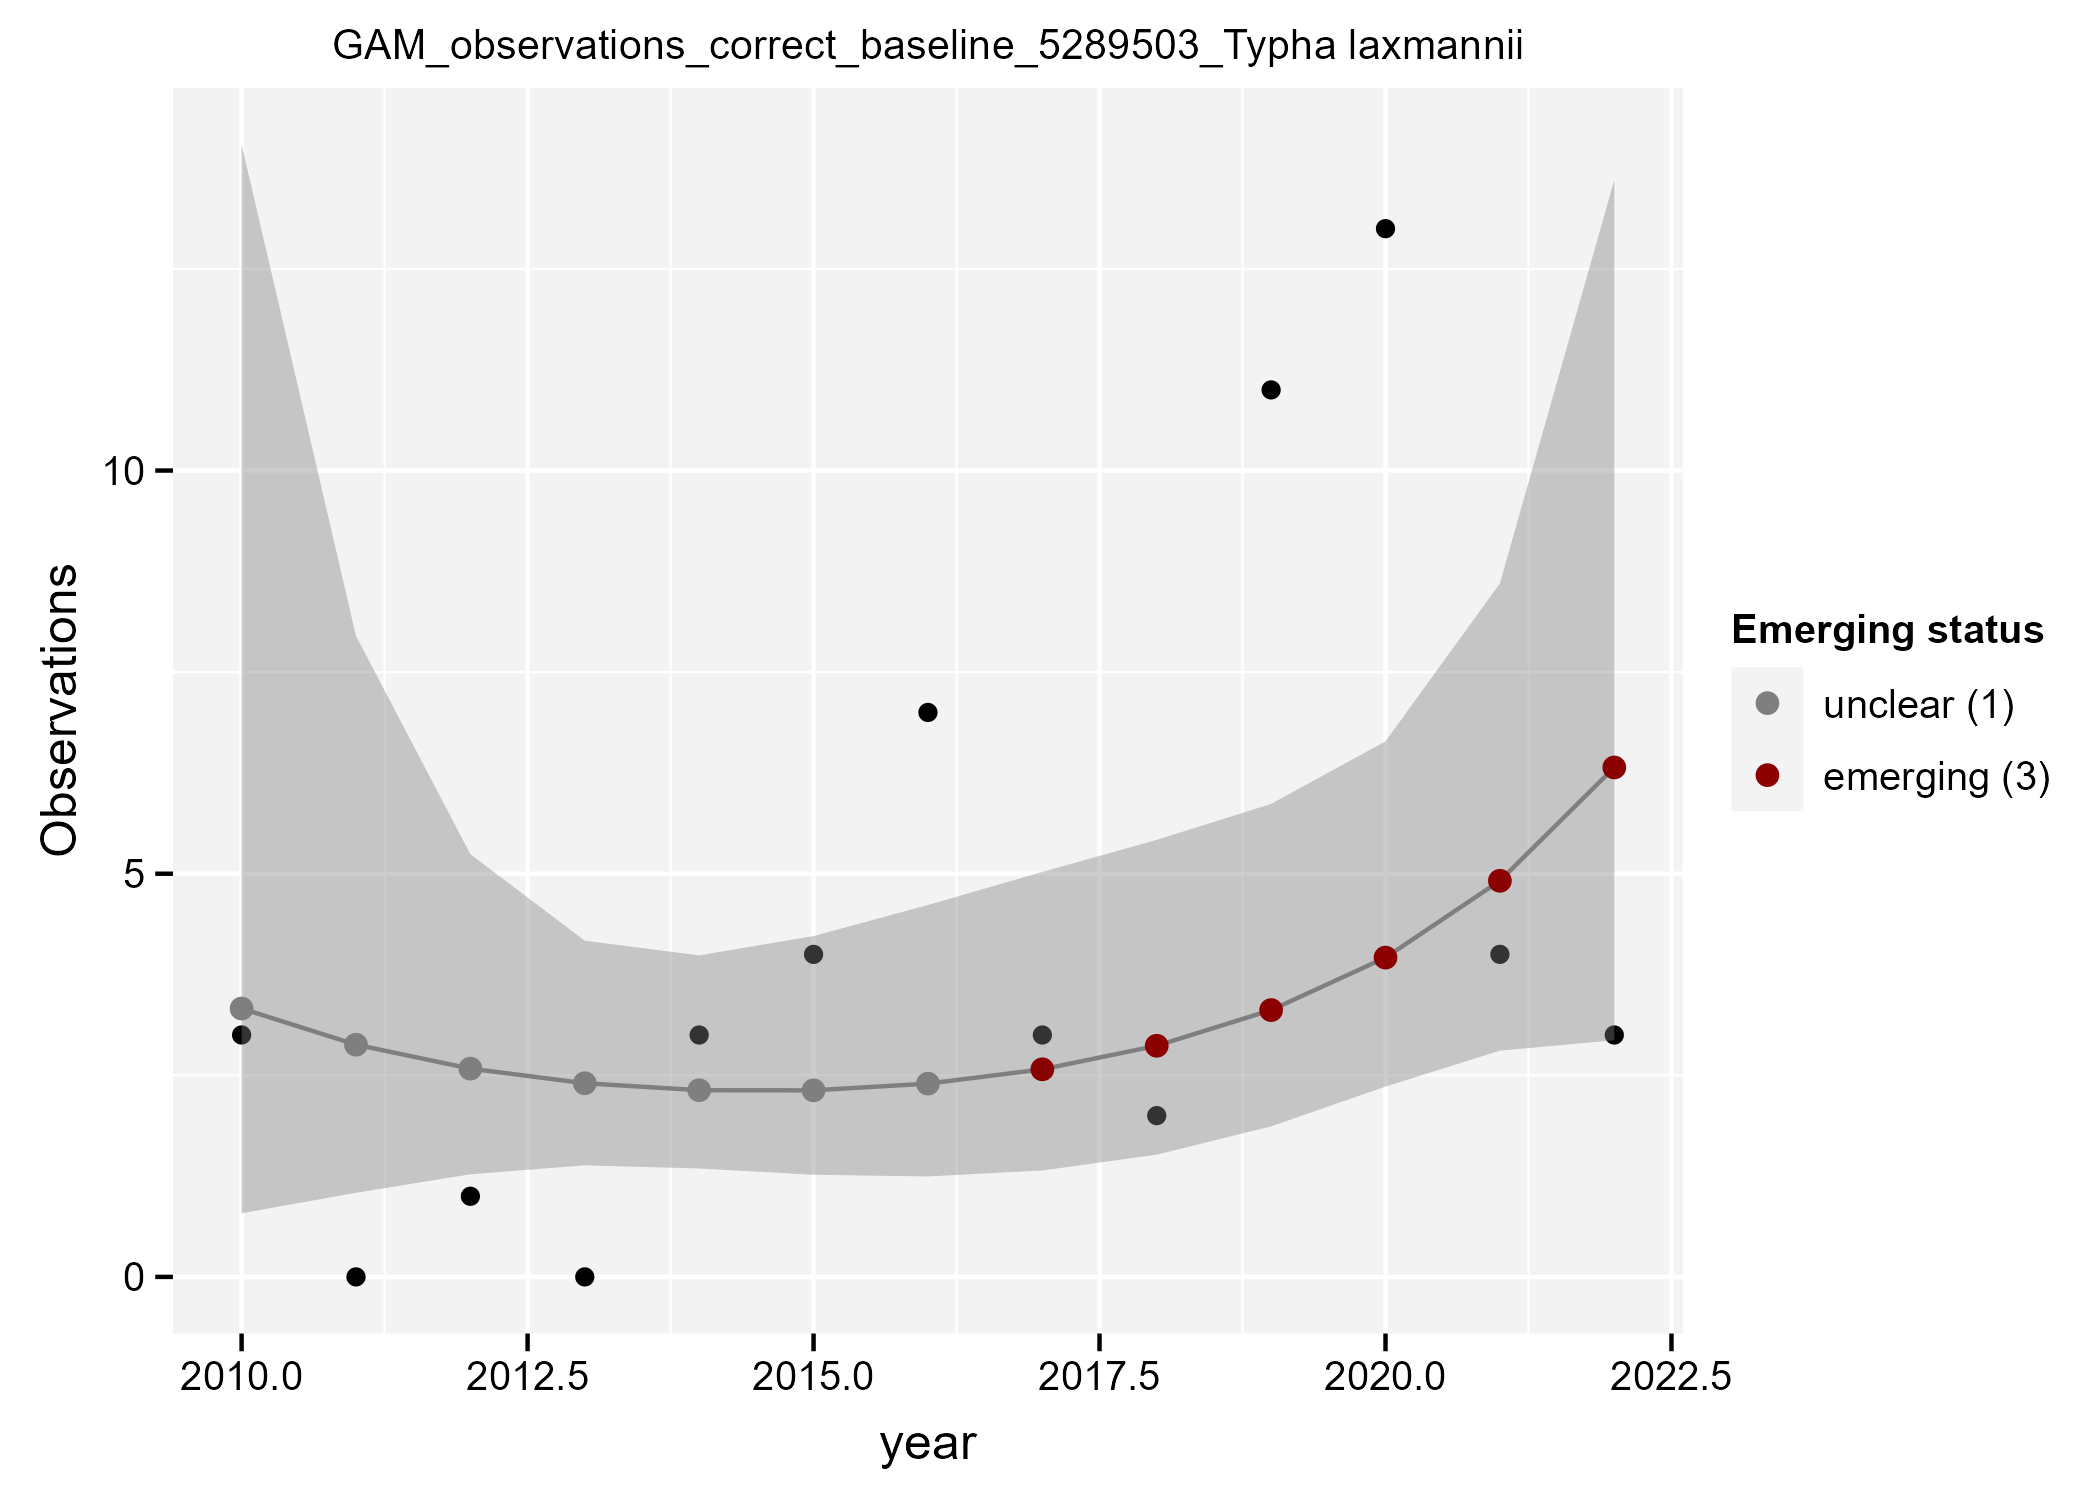 GAM_observations_correct_baseline_5289503_Typha laxmannii
Observations
10
5
0
2010.0
2012.5
2015.0
2017.5
2020.0
2022.5
year
Emerging status
unclear (1)
emerging (3)